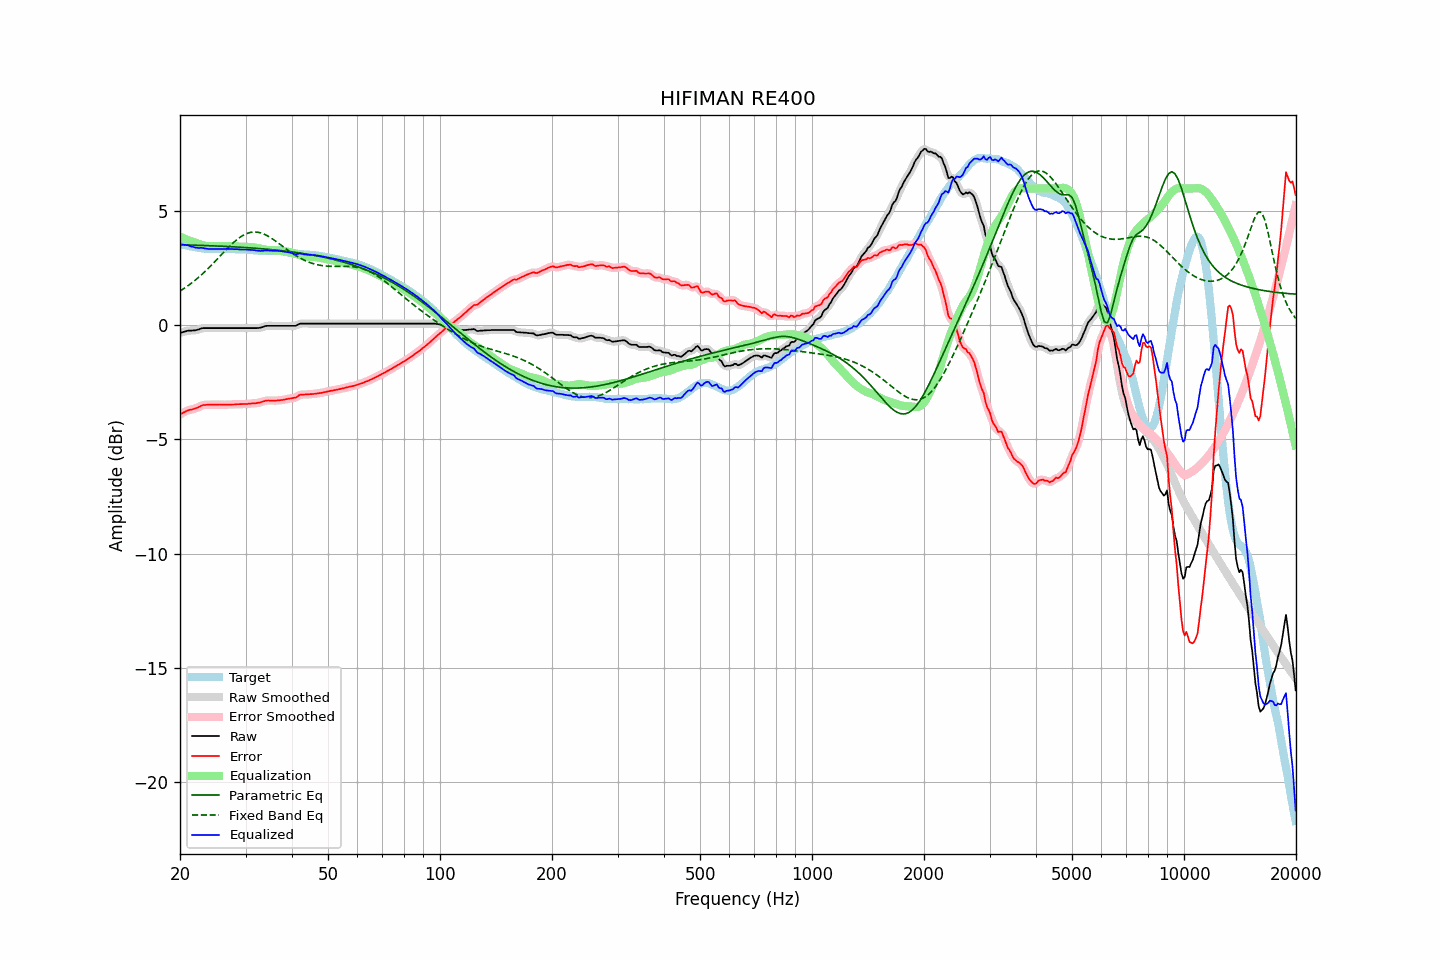 HIFIMAN RE400
Amplitude (dBr)
5
0
−5
−10
−15
−20
Target
Raw Smoothed
Error Smoothed
Raw
Error
Equalization
Parametric Eq
Fixed Band Eq
Equalized
20 50 100 200 500 1000 2000 5000 10000 20000
Frequency (Hz)